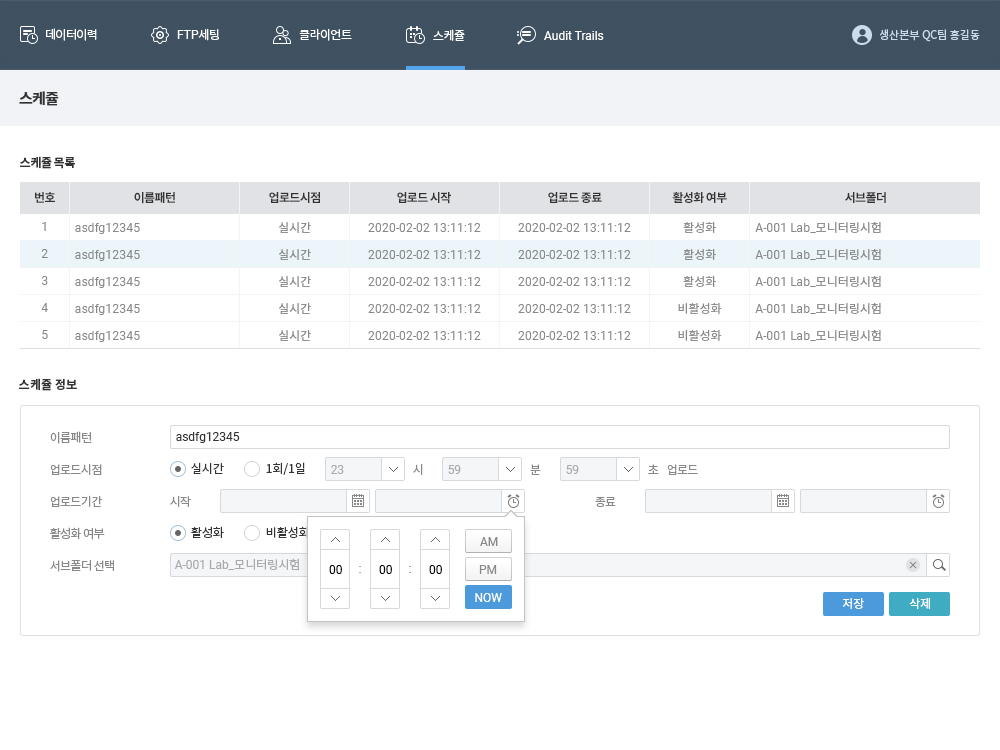 데이터이력 FTP세팅 클라이언트 스케쥴 Audit Trails 생산본부 QC팀 홍길동
스케쥴
스케쥴 목록
번호 이름패턴 업로드시점 업로드 시작 업로드 종료 활성화 여부 서브폴더
1 asdfg12345 실시간 2020-02-02 13:11:12 2020-02-02 13:11:12 활성화 A-001 Lab_모니터링시험
2 asdfg12345 실시간 2020-02-02 13:11:12 2020-02-02 13:11:12 활성화 A-001 Lab_모니터링시험
3 asdfg12345 실시간 2020-02-02 13:11:12 2020-02-02 13:11:12 활성화 A-001 Lab_모니터링시험
4 asdfg12345 실시간 2020-02-02 13:11:12 2020-02-02 13:11:12 비활성화 A-001 Lab_모니터링시험
5 asdfg12345 실시간 2020-02-02 13:11:12 2020-02-02 13:11:12 비활성화 A-001 Lab_모니터링시험
스케쥴 정보
이름패턴 asdfg12345
업로드시점 실시간 1회/1일 23 시 59 분 59 초 업로드
업로드기간 시작 종료
활성화 여부 활성화 비활성화
서브폴더 선택 A-001 Lab_모니터링시험
AM
00 : 00 : 00 PM
NOW
저장 삭제